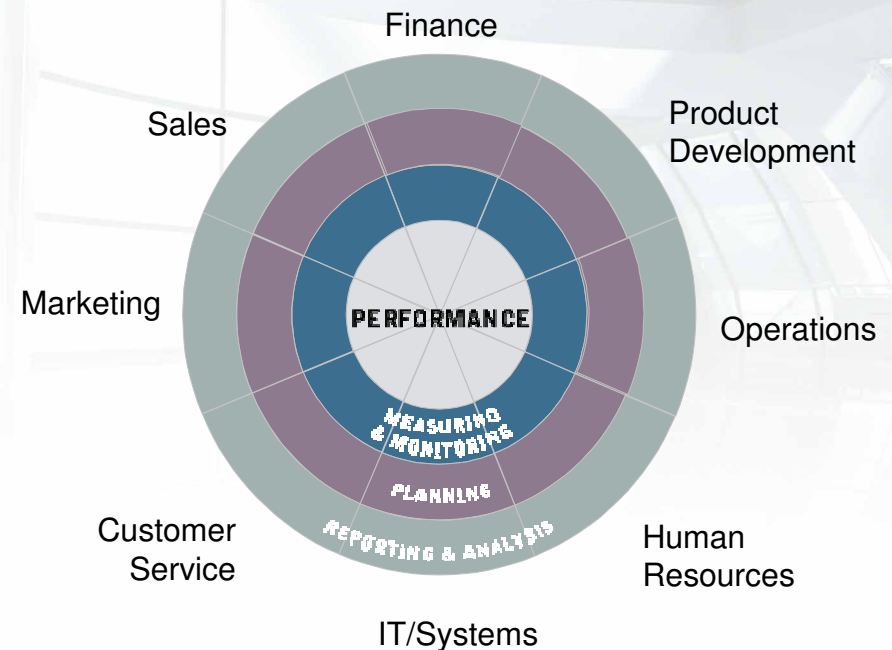 Finance
Sales
Product
Development
Marketing
PERFORMANCE
Operations
MEASURING
& MONITORING
PLANNING
REPORTING & ANALYSIS
Customer
Service
Human
Resources
IT/Systems